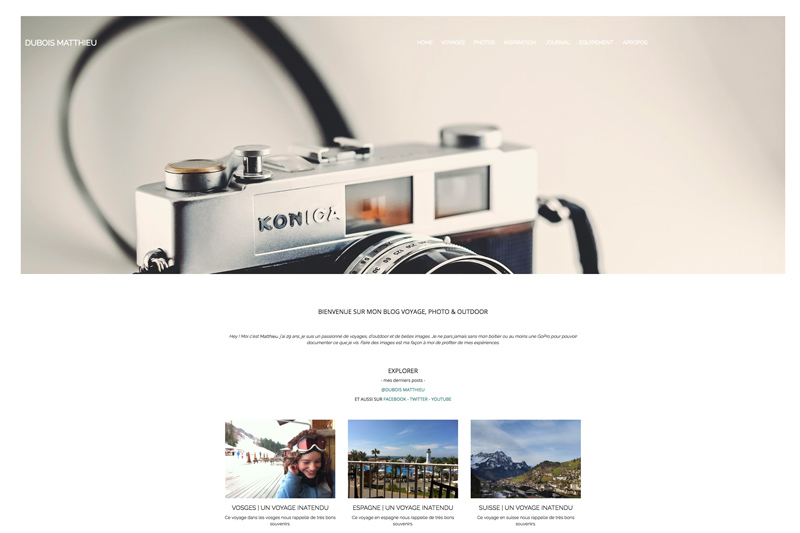 DUBOIS MATTHIEU
HOME VOYAGES PHOTOS INSPIRATION JOURNAL EQUIPEMENT APROPOS
KONICA
BIENVENUE SUR MON BLOG VOYAGE, PHOTO & OUTDOOR
Hey ! Moi c'est Matthieu, j'ai 29 ans, je suis un passionné de voyages, d'outdoor et de belles images. Je ne pars jamais sans mon boitier ou au moins une GoPro pour pouvoir
documenter ce que je vis. Faire des images est ma façon à moi de profiter de mes expériences.
EXPLORER
- mes derniers posts -
@DUBOIS MATTHIEU
ET AUSSI SUR FACEBOOK - TWITTER - YOUTUBE
VOSGES | UN VOYAGE INATENDU
Ce voyage dans les vosges nous rappelle de très bons
souvenirs.
ESPAGNE | UN VOYAGE INATENDU
Ce voyage en espagne nous rappelle de très bons
souvenirs.
SUISSE | UN VOYAGE INATENDU
Ce voyage en suisse nous rappelle de très bons
souvenirs.